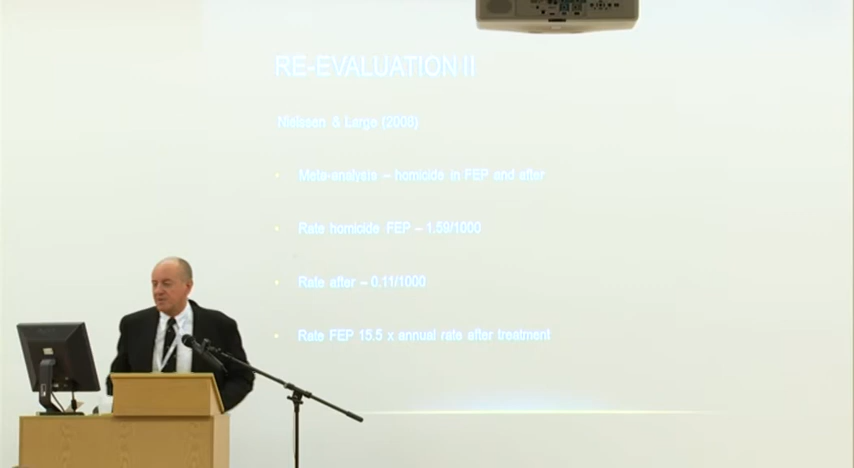 RE-EVALUATION II
Nielssen & Large (2008)
• Meta-analysis – homicide in FEP and after
• Rate homicide FEP – 1.59/1000
• Rate after – 0.11/1000
• Rate FEP 15.5 x annual rate after treatment